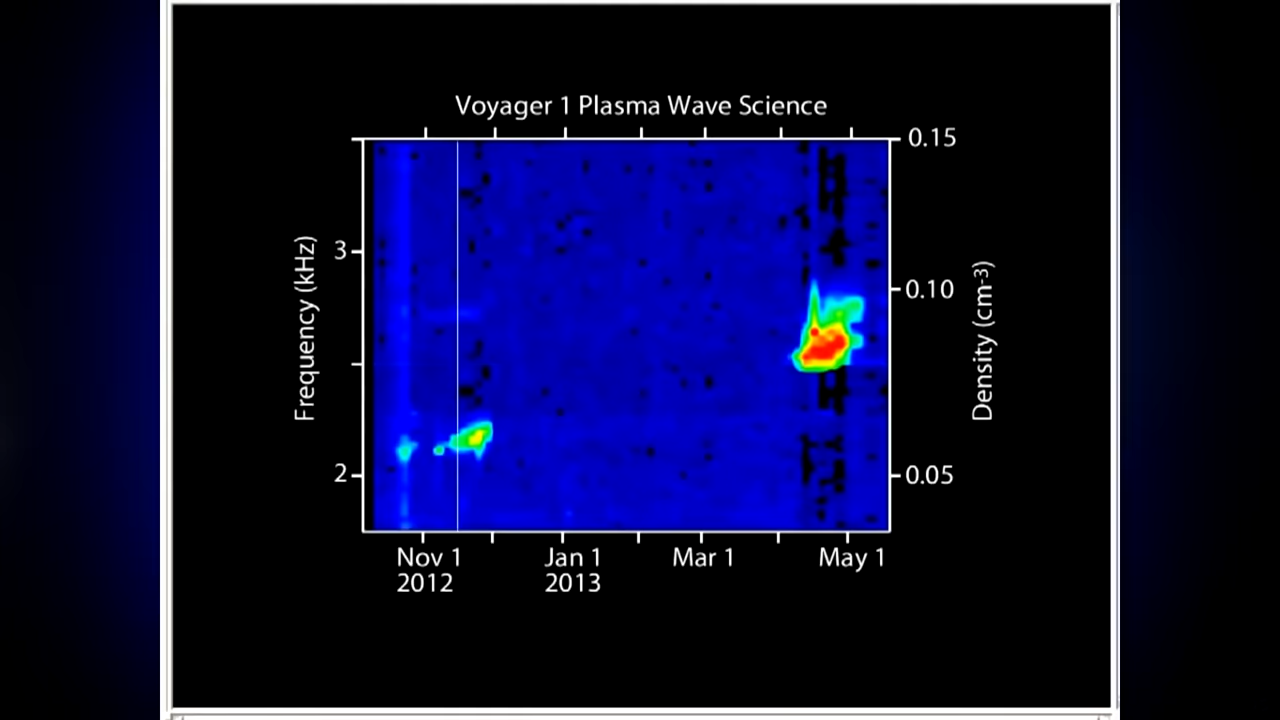 Voyager 1 Plasma Wave Science
0.15
3
0.10
Frequency (kHz)
Density (cm-3)
2
0.05
Nov 1
2012
Jan 1
2013
Mar 1
May 1